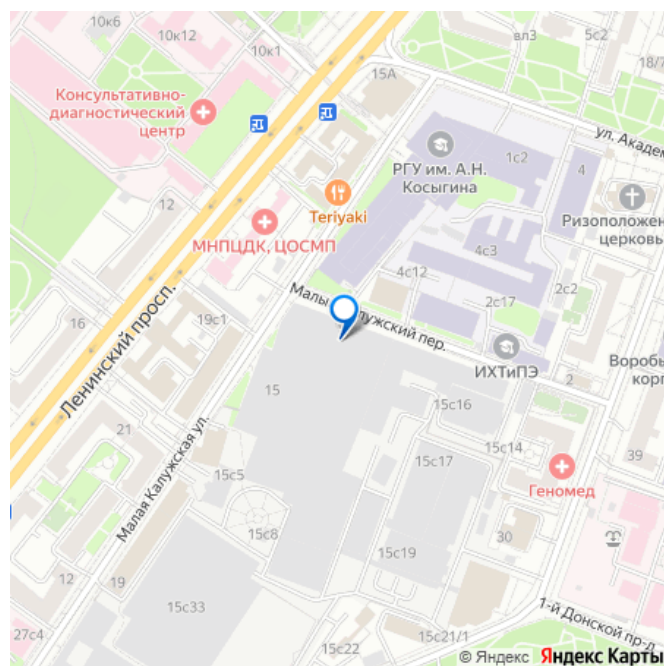 10к6
вл3
5с2
10к12
10к1
18/7
15А
Консультативно-
диагностический
центр
ул. Академ
РГУ им. А.Н.
Косыгина
1с2
4
Teriyaki
12
МНПЦДК, ЦОСМП
Ризоположен
церковь
4с3
4с12
2с2
Малы
лужский пер.
2с17
Ленинский просп.
16
19с1
ИХТиПЭ
2
Воробь
корп
15
15с16
21
15с14
39
Малая Калужская ул.
15с5
15с17
Геномед
15с8
30
15с19
12
19
15с33
1-й Донской пр-д
27с4
15с22
15с21/1
© Яндекс Яндекс Карты